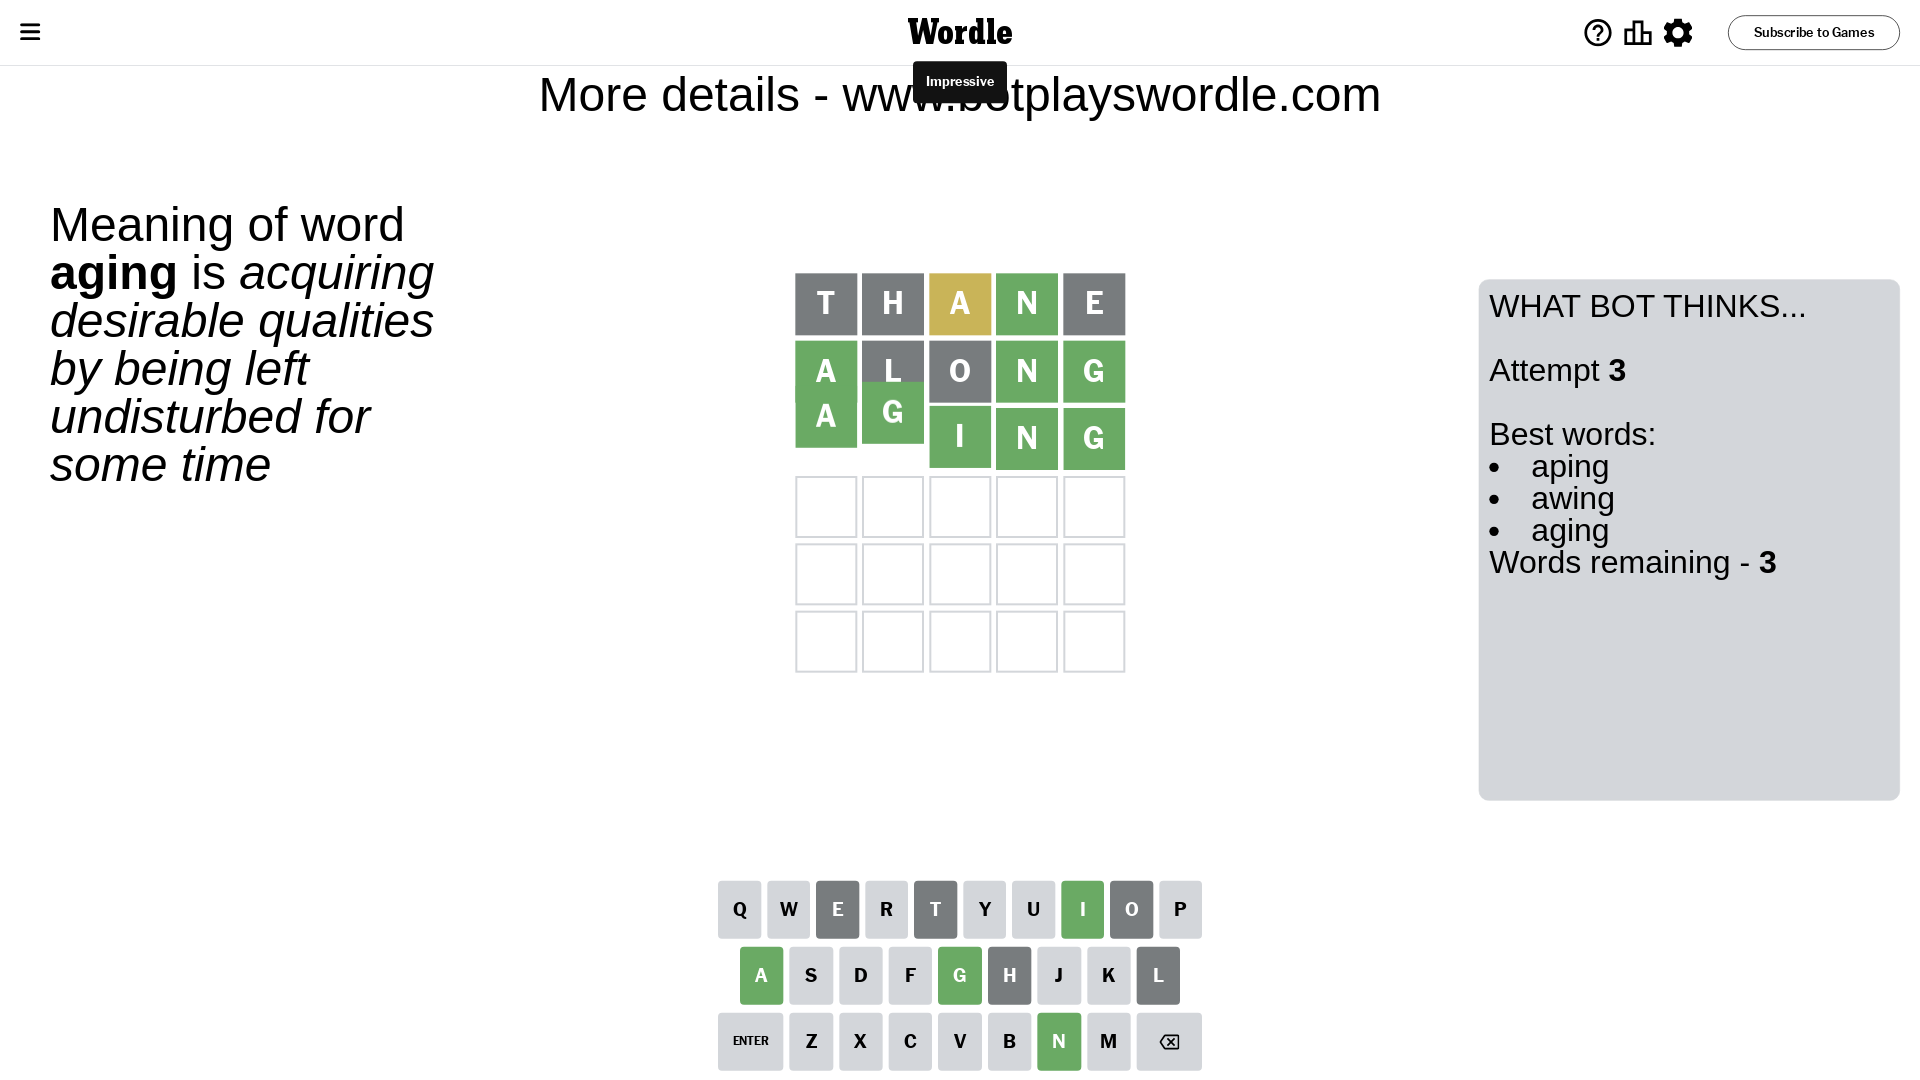 Wordle
Subscribe to Games
Impressive
More details - www.botplayswordle.com
Meaning of word
aging is acquiring
desirable qualities
by being left
undisturbed for
some time
T H A N E
A L O N G
A G I N G
WHAT BOT THINKS...
Attempt 3
Best words:
• aping
• awing
• aging
Words remaining - 3
Q W E R T Y U I O P
A S D F G H J K L
ENTER Z X C V B N M